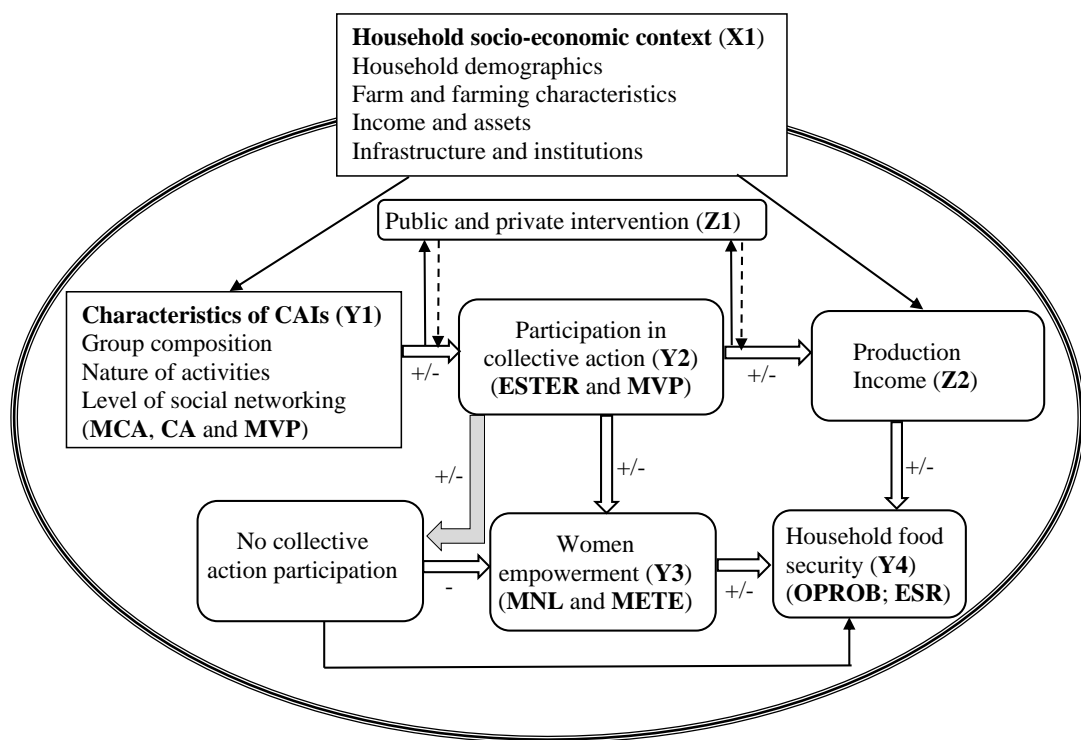 Household socio-economic context (X1)
Household demographics
Farm and farming characteristics
Income and assets
Infrastructure and institutions
Public and private intervention (Z1)
Characteristics of CAIs (Y1)
Group composition
Nature of activities
Level of social networking
(MCA, CA and MVP)
+/-
Participation in
collective action (Y2)
(ESTER and MVP)
+/-
Production
Income (Z2)
+/-
+/-
+/-
No collective
action participation
-
Women
empowerment (Y3)
(MNL and METE)
+/-
Household food
security (Y4)
(OPROB; ESR)